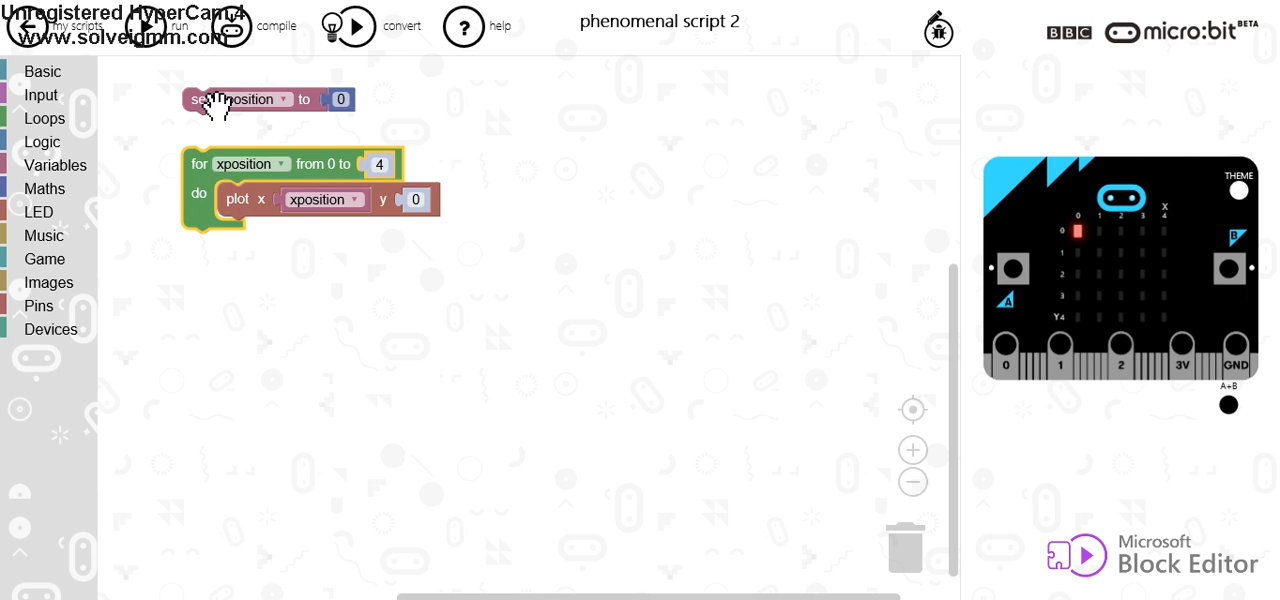 Unregistered HyperCam 4
www.solveigmm.com
my scripts
run
compile
convert
help
phenomenal script 2
BBC micro:bit BETA
Basic
Input
Loops
Logic
Variables
Maths
LED
Music
Game
Images
Pins
Devices
position to 0
for xposition from 0 to 4
do plot x xposition y 0
THEME
X
0 1 2 3 4
0
1
2
3
Y 4
B
A
0 1 2 3V GND
A+B
Microsoft
Block Editor